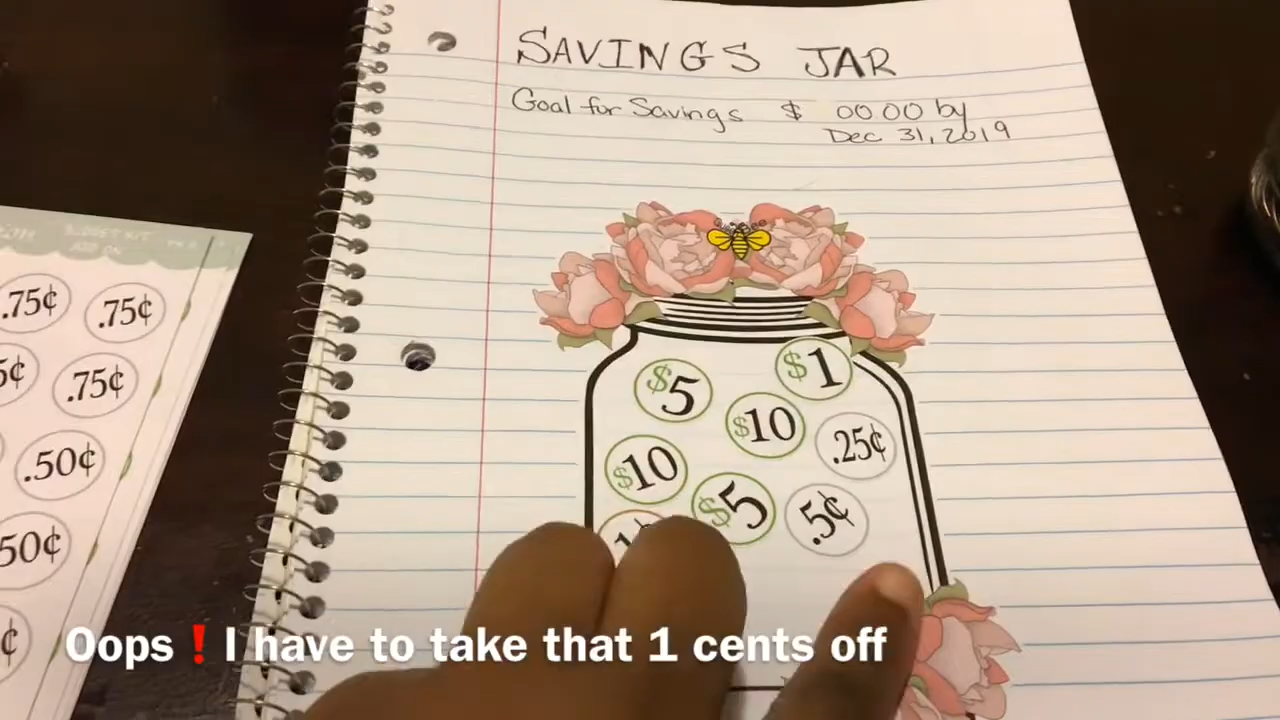 SAVINGS JAR
Goal for Savings $ 00.00 by
Dec 31, 2019
.75¢ .75¢
.75¢
.50¢
50¢
¢
$5 $1
$10 .25¢
$10 $5 .5¢
Oops❗I have to take that 1 cents off